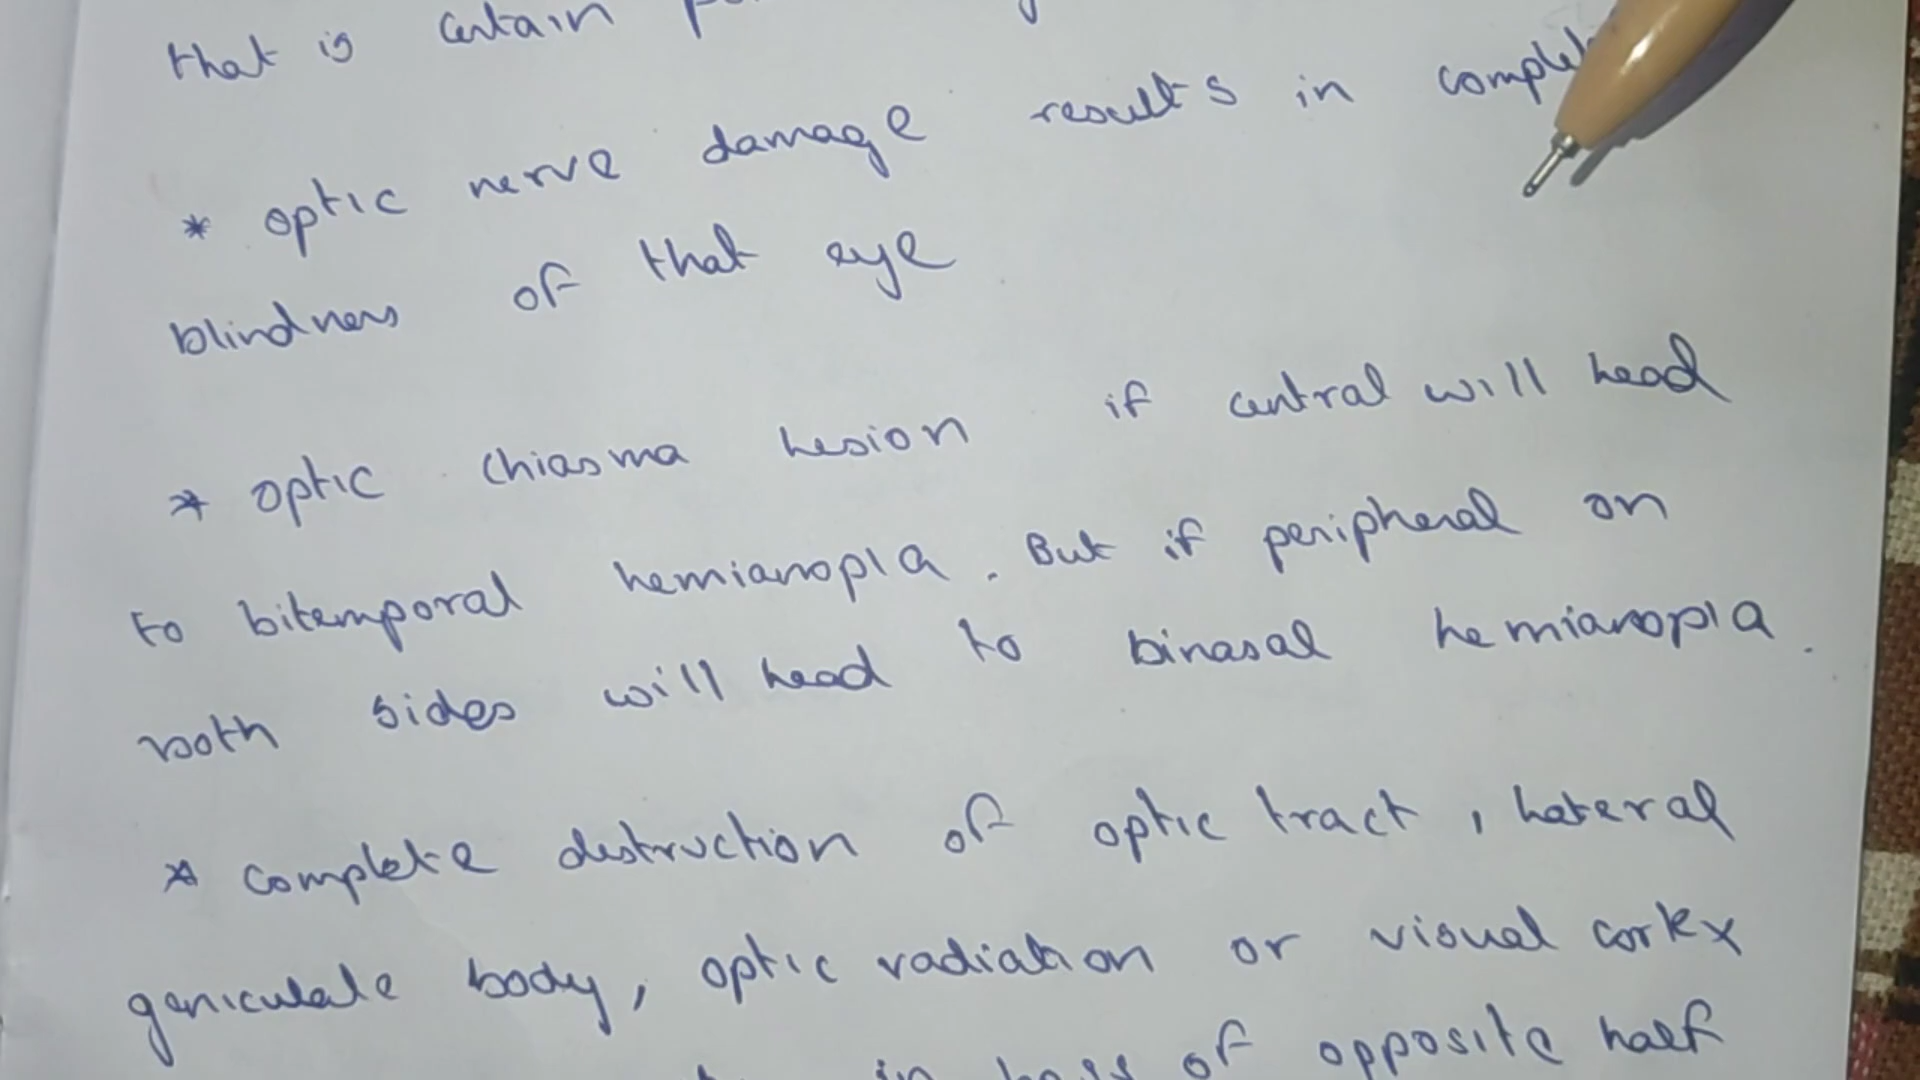 that is certain
* optic nerve damage results in comple
blindness of that eye
* optic chiasma lesion if central will lead
to bitemporal hemianopia. But if peripheral on
both sides will lead to binasal hemianopia.
* complete destruction of optic tract, lateral
geniculate body, optic radiation or visual cortex
in loss of opposite half